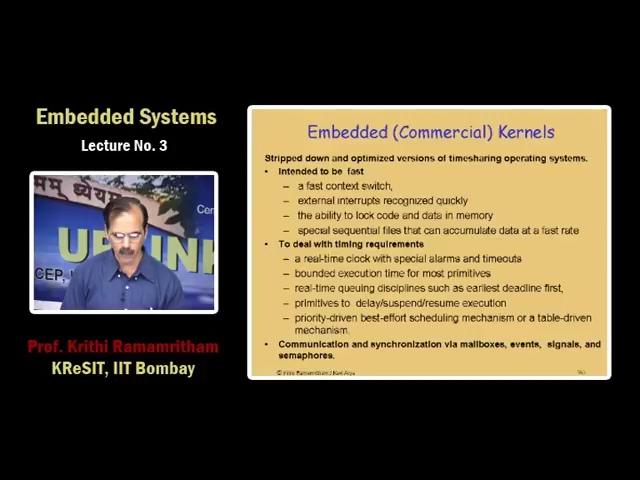 Embedded Systems
Lecture No. 3
Prof. Krithi Ramamritham
KReSIT, IIT Bombay
Embedded (Commercial) Kernels
Stripped down and optimized versions of timesharing operating systems.
• Intended to be fast
– a fast context switch,
– external interrupts recognized quickly
– the ability to lock code and data in memory
– special sequential files that can accumulate data at a fast rate
• To deal with timing requirements
– a real-time clock with special alarms and timeouts
– bounded execution time for most primitives
– real-time queuing disciplines such as earliest deadline first,
– primitives to delay/suspend/resume execution
– priority-driven best-effort scheduling mechanism or a table-driven
mechanism.
• Communication and synchronization via mailboxes, events, signals, and
semaphores.